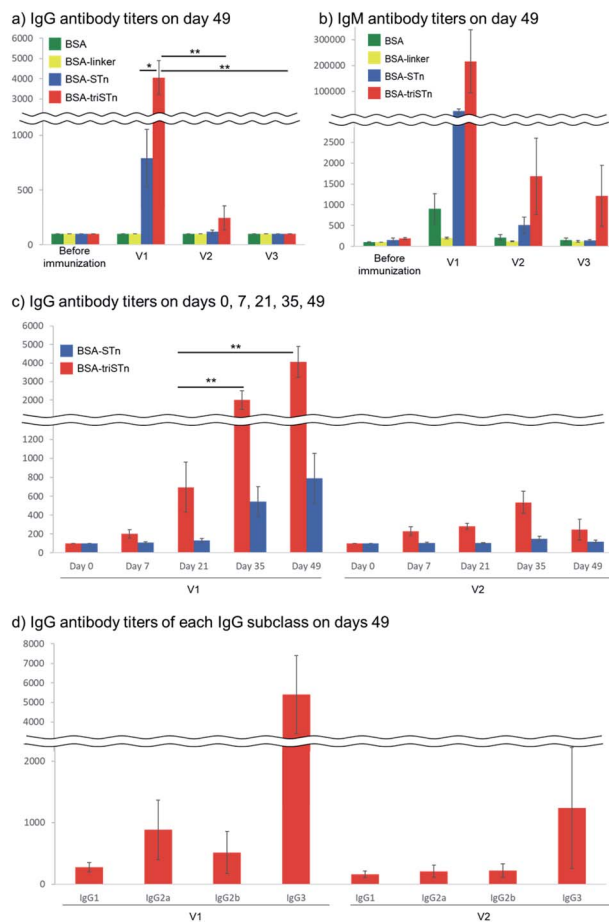 a) IgG antibody titers on day 49
6000
5000
4000
3000
1000
500
0
BSA
BSA-linker
BSA-STn
BSA-triSTn
*
**
**
Before immunization
V1
V2
V3
b) IgM antibody titers on day 49
300000
200000
100000
2500
2000
1500
1000
500
0
BSA
BSA-linker
BSA-STn
BSA-triSTn
Before immunization
V1
V2
V3
c) IgG antibody titers on days 0, 7, 21, 35, 49
6000
5000
4000
3000
2000
1200
1000
800
600
400
200
0
BSA-STn
BSA-triSTn
**
**
Day 0 Day 7 Day 21 Day 35 Day 49 Day 0 Day 7 Day 21 Day 35 Day 49
V1 V2
d) IgG antibody titers of each IgG subclass on days 49
8000
7000
6000
5000
4000
2000
1000
0
IgG1 IgG2a IgG2b IgG3 IgG1 IgG2a IgG2b IgG3
V1 V2